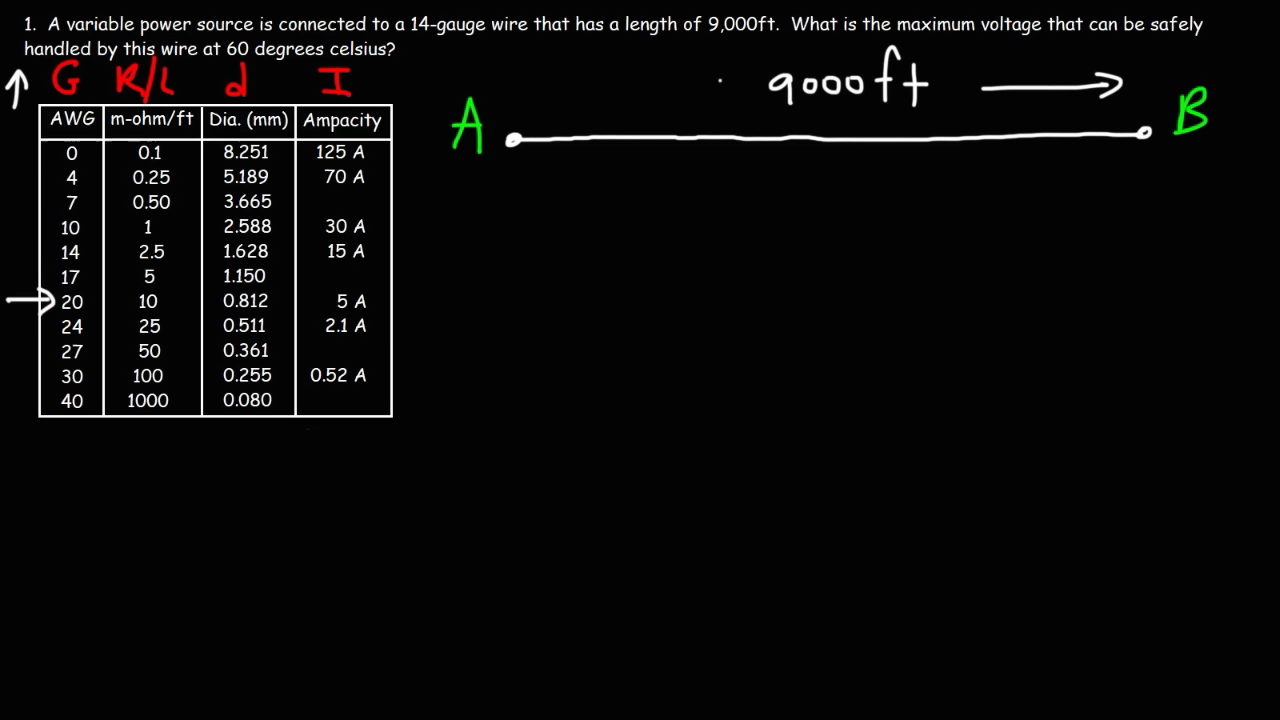 1. A variable power source is connected to a 14-gauge wire that has a length of 9,000ft. What is the maximum voltage that can be safely
handled by this wire at 60 degrees celsius?
G R/L d I
9000ft
A B
AWG m-ohm/ft Dia. (mm) Ampacity
0 0.1 8.251 125 A
4 0.25 5.189 70 A
7 0.50 3.665
10 1 2.588 30 A
14 2.5 1.628 15 A
17 5 1.150
20 10 0.812 5 A
24 25 0.511 2.1 A
27 50 0.361
30 100 0.255 0.52 A
40 1000 0.080